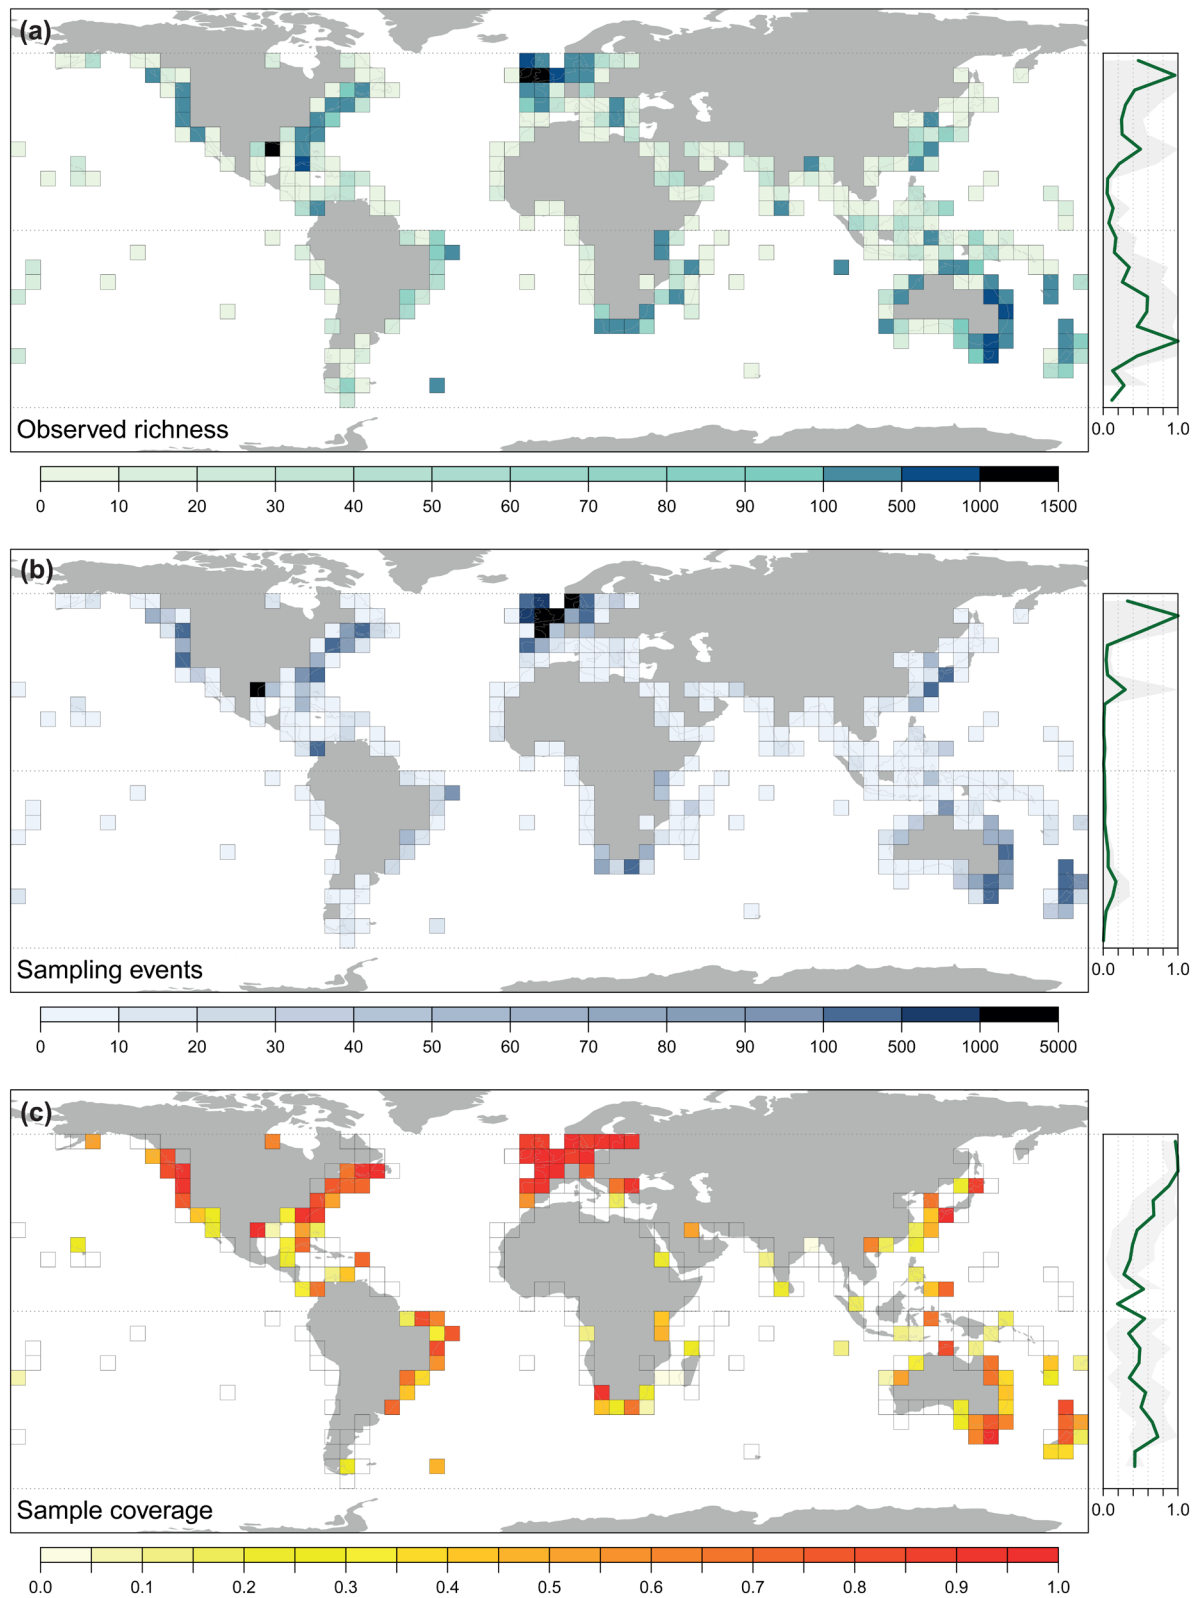 (a)
Observed richness
0.0 1.0
0 10 20 30 40 50 60 70 80 90 100 500 1000 1500
(b)
Sampling events
0.0 1.0
0 10 20 30 40 50 60 70 80 90 100 500 1000 5000
(c)
Sample coverage
0.0 1.0
0.0 0.1 0.2 0.3 0.4 0.5 0.6 0.7 0.8 0.9 1.0